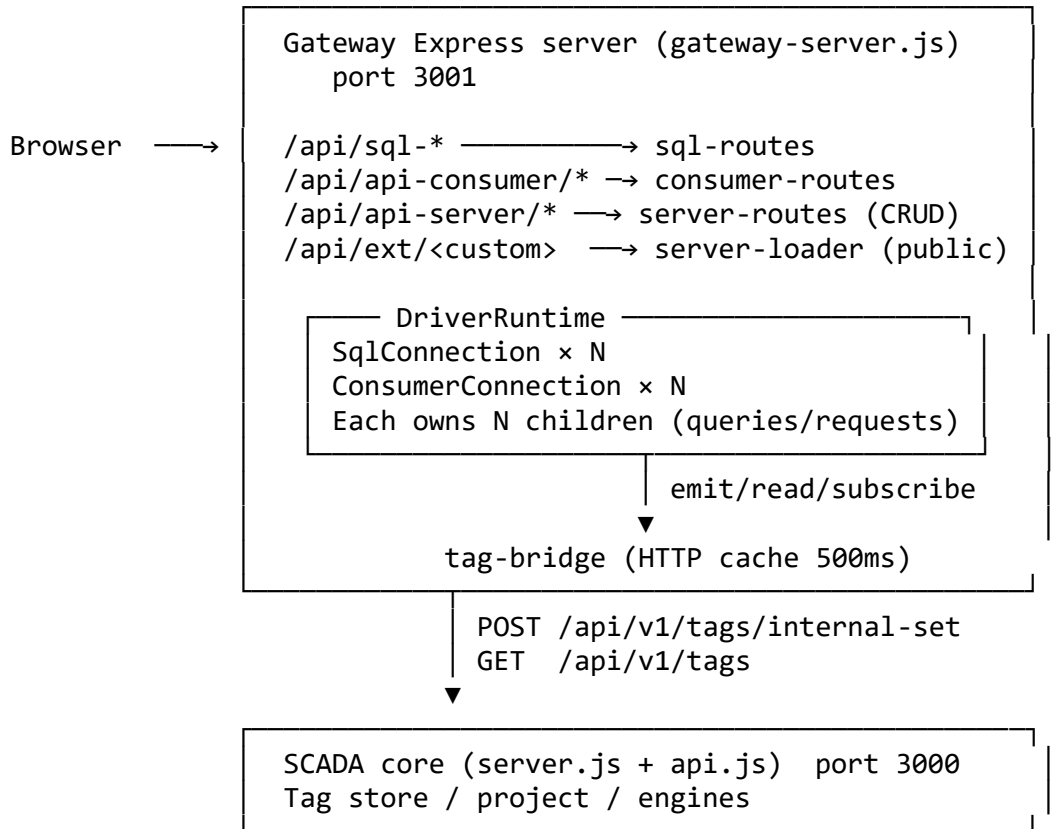 Gateway Express server (gateway-server.js)
port 3001
Browser ──→ /api/sql-* ──────────→ sql-routes
/api/api-consumer/* ─→ consumer-routes
/api/api-server/* ──→ server-routes (CRUD)
/api/ext/<custom> ──→ server-loader (public)
DriverRuntime
SqlConnection × N
ConsumerConnection × N
Each owns N children (queries/requests)
emit/read/subscribe
▼
tag-bridge (HTTP cache 500ms)
POST /api/v1/tags/internal-set
GET /api/v1/tags
▼
SCADA core (server.js + api.js) port 3000
Tag store / project / engines